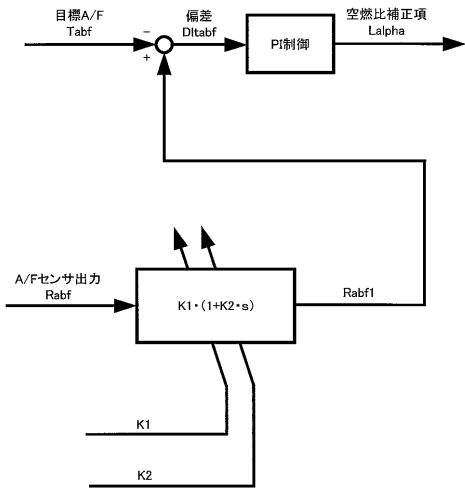 目標A/F
Tabf
−
+
偏差
Dltabf
PI制御
空燃比補正項
Lalpha
A/Fセンサ出力
Rabf
K1・(1+K2・s)
Rabf1
K1
K2